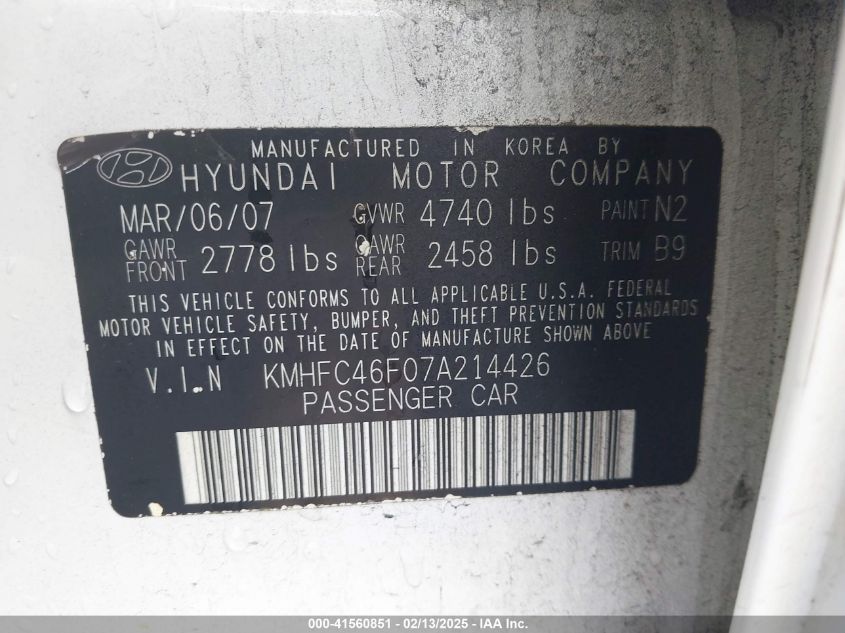 MANUFACTURED IN KOREA BY
HYUNDAI MOTOR COMPANY
MAR/06/07 GVWR 4740 lbs PAINT N2
GAWR FRONT 2778 lbs GAWR REAR 2458 lbs TRIM B9
THIS VEHICLE CONFORMS TO ALL APPLICABLE U.S.A. FEDERAL
MOTOR VEHICLE SAFETY, BUMPER, AND THEFT PREVENTION STANDARDS
IN EFFECT ON THE DATE OF MANUFACTURE SHOWN ABOVE
V.I.N KMHFC46F07A214426
PASSENGER CAR
000-41560851 - 02/13/2025 - IAA Inc.